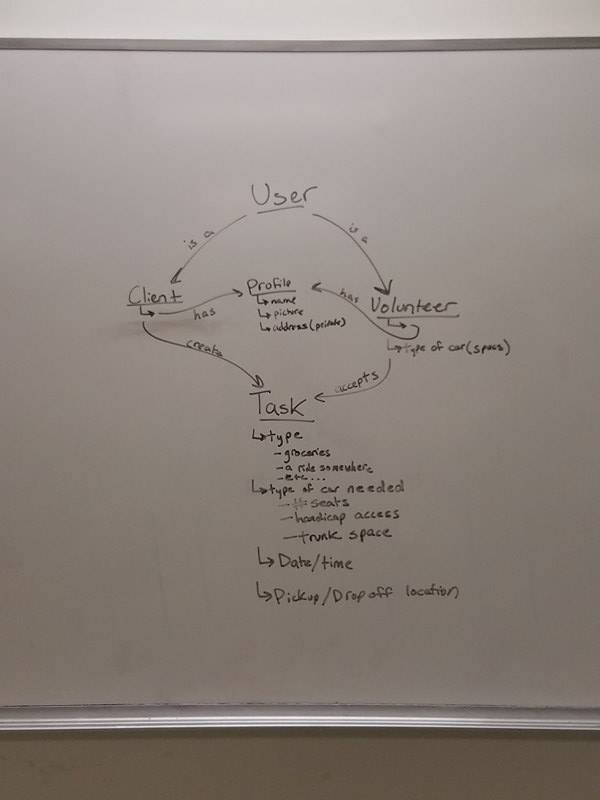 User
is a
is a
Client
has
Profile
name
picture
address (private)
has
Volunteer
type of car (specs)
creates
accepts
Task
type
- groceries
- a ride somewhere
- etc...
type of car needed
- # seats
- handicap access
- trunk space
Date/time
Pickup/Drop off location